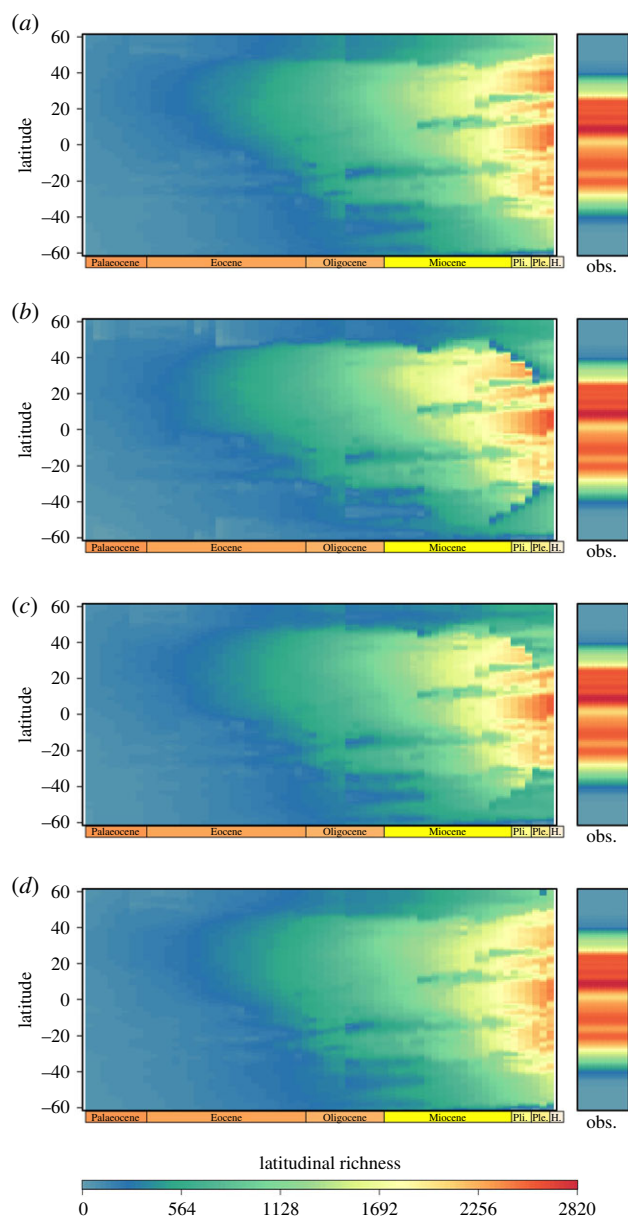 (a)
60
40
20
0
–20
–40
–60
latitude
Palaeocene Eocene Oligocene Miocene Pli. Ple. H.
obs.
(b)
60
40
20
0
–20
–40
–60
latitude
Palaeocene Eocene Oligocene Miocene Pli. Ple. H.
obs.
(c)
60
40
20
0
–20
–40
–60
latitude
Palaeocene Eocene Oligocene Miocene Pli. Ple. H.
obs.
(d)
60
40
20
0
–20
–40
–60
latitude
Palaeocene Eocene Oligocene Miocene Pli. Ple. H.
obs.
latitudinal richness
0 564 1128 1692 2256 2820